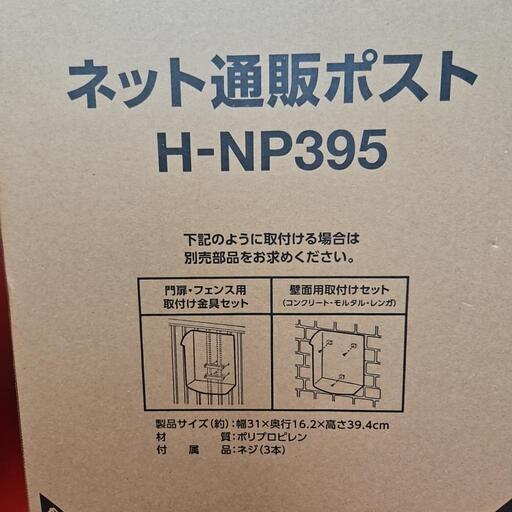 ネット通販ポスト
H-NP395
下記のように取付ける場合は
別売部品をお求めください。
門扉・フェンス用
取付け金具セット
壁面用取付けセット
(コンクリート・モルタル・レンガ)
製品サイズ(約):幅31×奥行16.2×高さ39.4cm
材 質:ポリプロピレン
付 属 品:ネジ(3本)